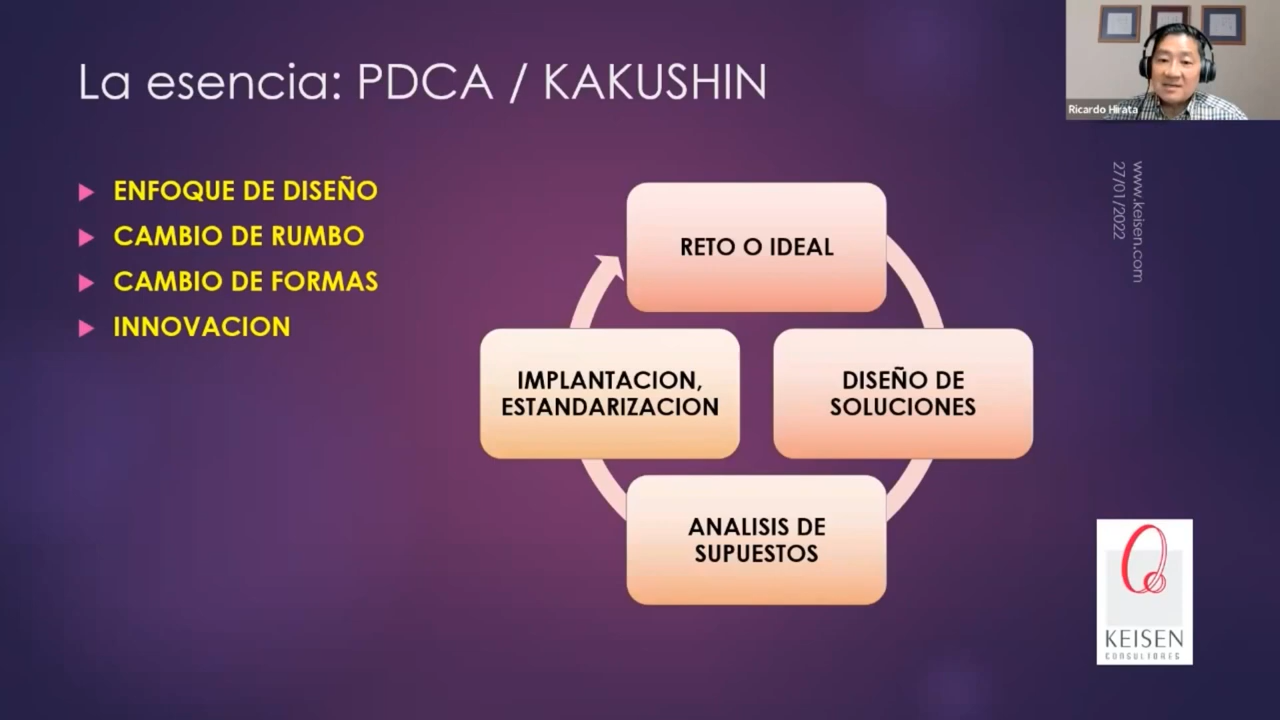 La esencia: PDCA / KAKUSHIN
Ricardo Hirata
ENFOQUE DE DISEÑO
CAMBIO DE RUMBO
CAMBIO DE FORMAS
INNOVACION
RETO O IDEAL
DISEÑO DE
SOLUCIONES
ANALISIS DE
SUPUESTOS
IMPLANTACION,
ESTANDARIZACION
www.keisen.com
27/01/2022
KEISEN
CONSULTORES